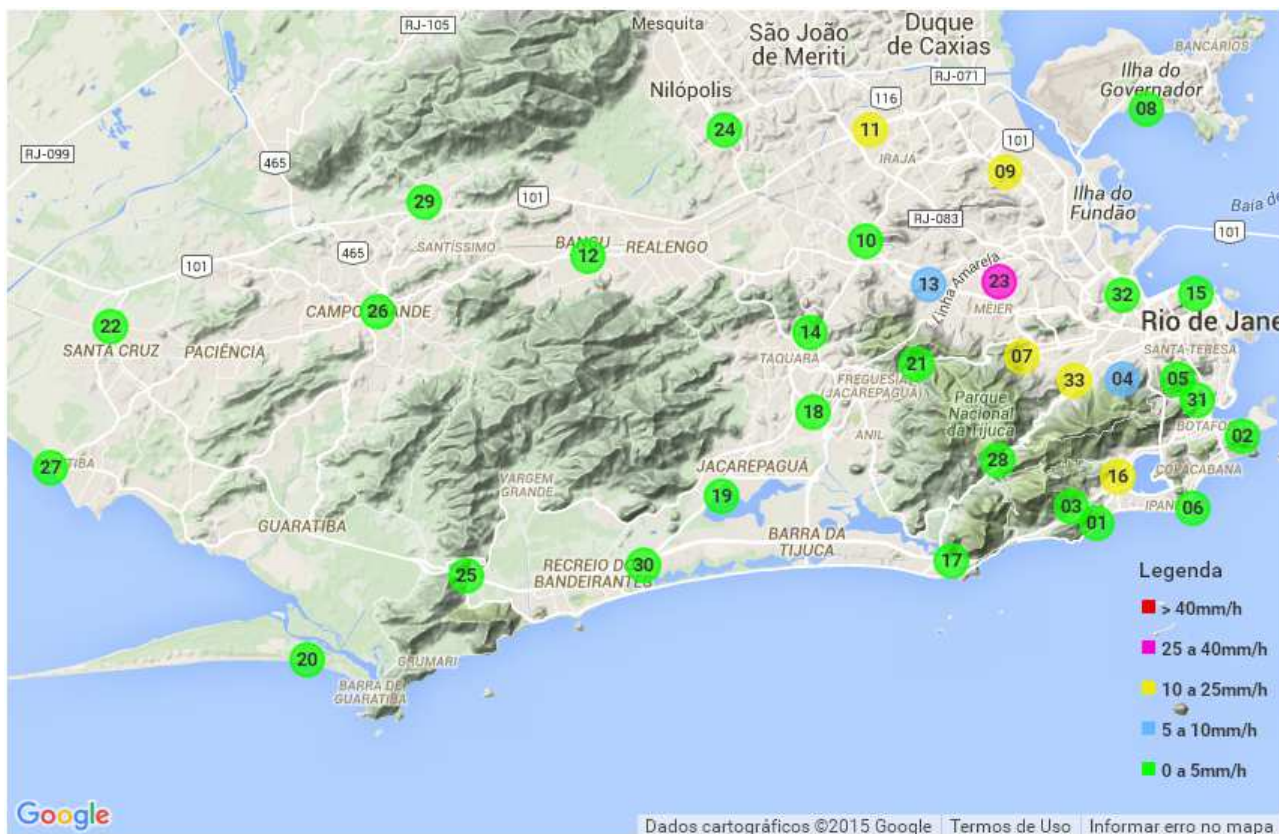 RJ-105
Mesquita
São João
de Meriti
Duque
de Caxias
BANCÁRIOS
RJ-071
Ilha do
Governador
Nilópolis
116
08
24
11
101
RJ-099
465
IRAJÁ
09
29
101
Ilha do
Fundão
RJ-083
Baía de
465
SANTÍSSIMO
BANGU
REALENGO
10
101
12
101
Linha Amarela
13
23
32
15
MÉIER
26
22
14
Rio de Jane
SANTA CRUZ
PACIÊNCIA
TAQUARA
07
SANTA TERESA
21
FREGUESIA
(JACAREPAGUÁ)
33
04
05
Parque
Nacional
da Tijuca
31
18
BOTAFO
ANIL
02
27
28
JACAREPAGUÁ
COPACABANA
VARGEM
GRANDE
16
19
03
06
01
GUARATIBA
BARRA DA
TIJUCA
17
30
25
RECREIO DOS
BANDEIRANTES
Legenda
> 40mm/h
25 a 40mm/h
10 a 25mm/h
5 a 10mm/h
0 a 5mm/h
20
GRUMARI
BARRA DE
GUARATIBA
Google
Dados cartográficos ©2015 Google
Termos de Uso
Informar erro no mapa